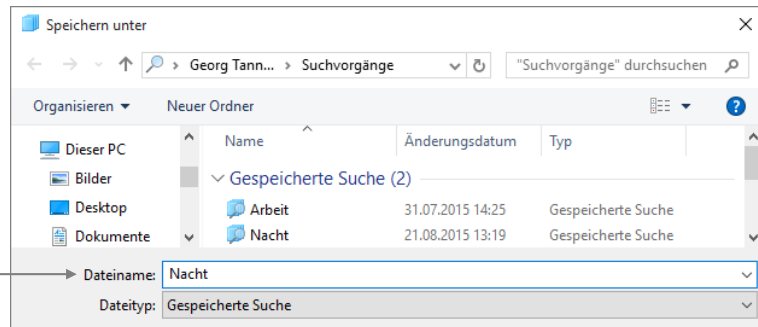 Speichern unter
Georg Tann... > Suchvorgänge "Suchvorgänge" durchsuchen
Organisieren Neuer Ordner ?
Dieser PC
Bilder
Desktop
Dokumente
Name Änderungsdatum Typ
Gespeicherte Suche (2)
Arbeit 31.07.2015 14:25 Gespeicherte Suche
Nacht 21.08.2015 13:19 Gespeicherte Suche
Dateiname: Nacht
Dateityp: Gespeicherte Suche